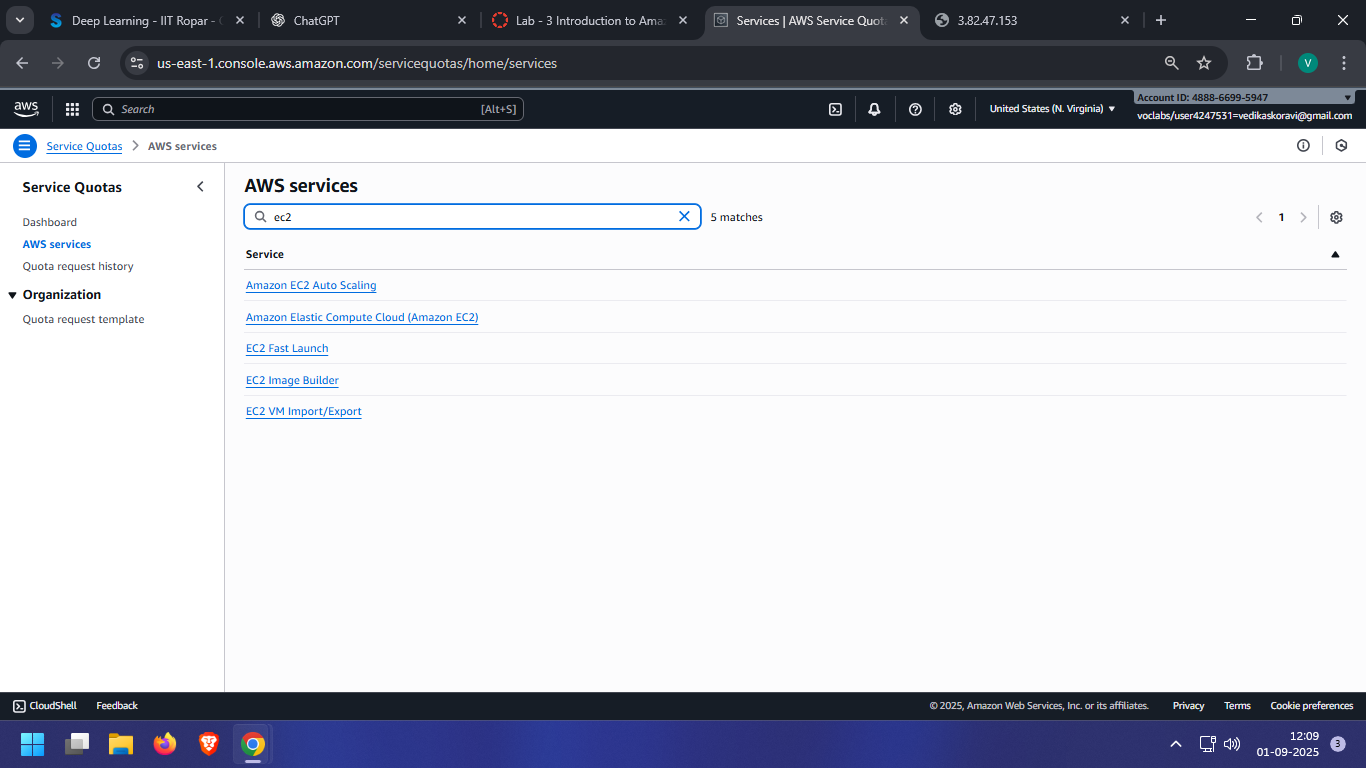 Deep Learning - IIT Ropar -
ChatGPT
Lab - 3 Introduction to Ama
Services | AWS Service Quota
3.82.47.153
us-east-1.console.aws.amazon.com/servicequotas/home/services
V
aws
Search
[Alt+S]
United States (N. Virginia)
Account ID: 4888-6699-5947
voclabs/user4247531=vedikaskoravi@gmail.com
Service Quotas
AWS services
Service Quotas
Dashboard
AWS services
Quota request history
Organization
Quota request template
AWS services
ec2
5 matches
1
Service
Amazon EC2 Auto Scaling
Amazon Elastic Compute Cloud (Amazon EC2)
EC2 Fast Launch
EC2 Image Builder
EC2 VM Import/Export
CloudShell
Feedback
© 2025, Amazon Web Services, Inc. or its affiliates.
Privacy
Terms
Cookie preferences
12:09
01-09-2025
3